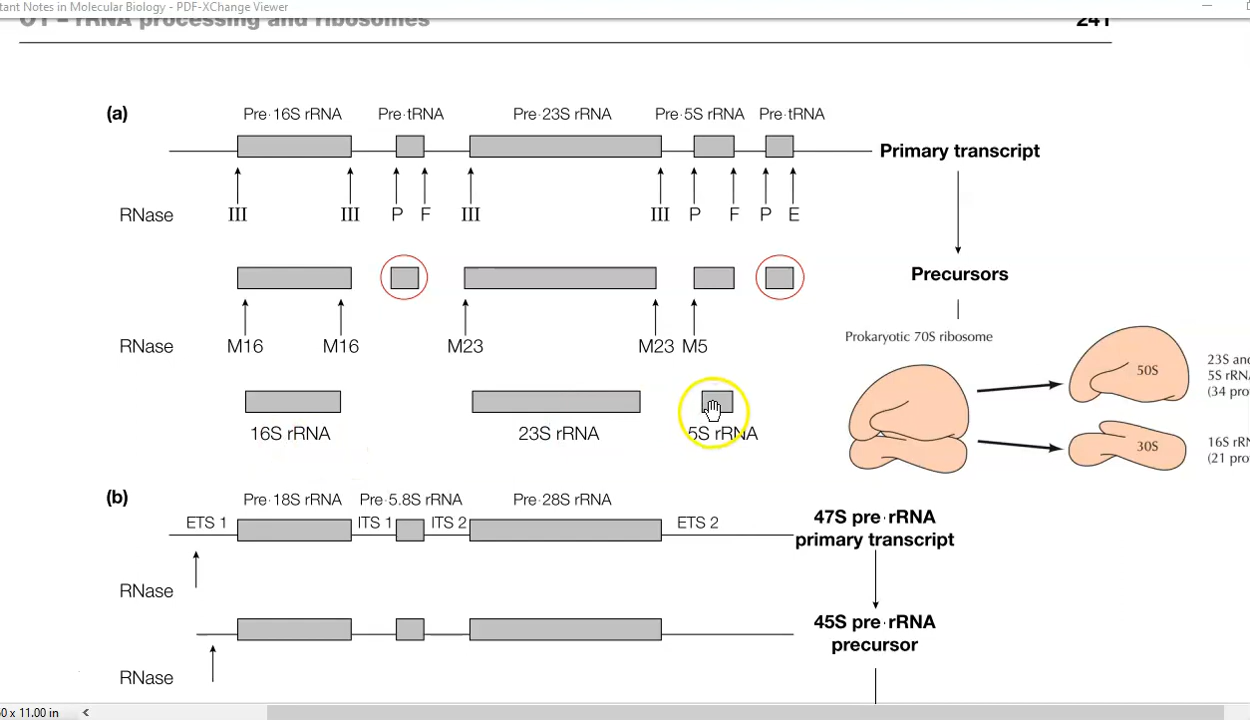 tant Notes in Molecular Biology - PDF-XChange Viewer
O1 – rRNA processing and ribosomes 241
(a)
Pre·16S rRNA Pre·tRNA Pre·23S rRNA Pre·5S rRNA Pre·tRNA
Primary transcript
RNase III III P F III III P F P E
Precursors
Prokaryotic 70S ribosome
RNase M16 M16 M23 M23 M5
50S
23S and
5S rRNA
(34 pro
16S rRNA 23S rRNA 5S rRNA
30S
16S rRN
(21 pro
(b)
Pre·18S rRNA Pre·5.8S rRNA Pre·28S rRNA
ETS 1 ITS 1 ITS 2 ETS 2
47S pre·rRNA
primary transcript
RNase
45S pre·rRNA
precursor
RNase
0 x 11.00 in